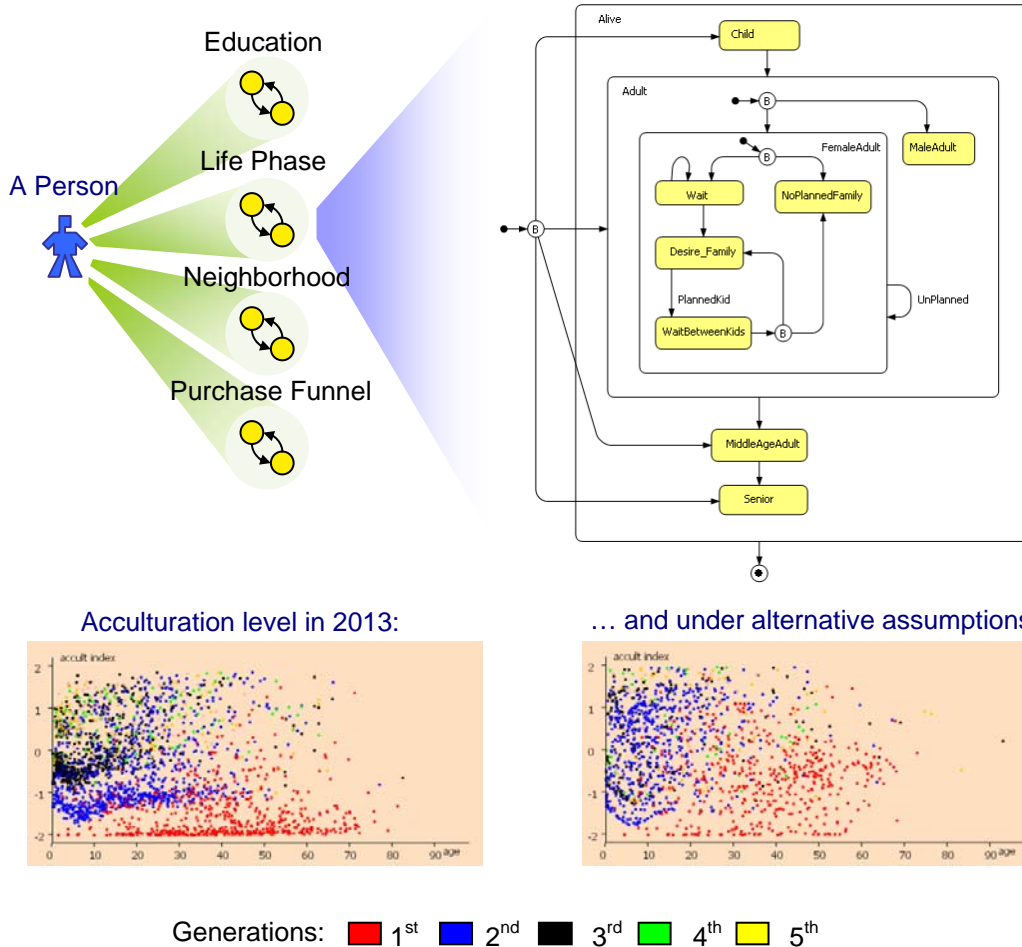 Education
Life Phase
A Person
Neighborhood
Purchase Funnel
Alive
Child
Adult
B
MaleAdult
FemaleAdult
B
Wait
NoPlannedFamily
B
Desire_Family
PlannedKid
UnPlanned
WaitBetweenKids
B
MiddleAgeAdult
Senior
Acculturation level in 2013:
… and under alternative assumptions
accult index
2
1
0
-1
-2
0 10 20 30 40 50 60 70 80 90 age
accult index
2
1
0
-1
-2
0 10 20 30 40 50 60 70 80 90 age
Generations: 1st 2nd 3rd 4th 5th